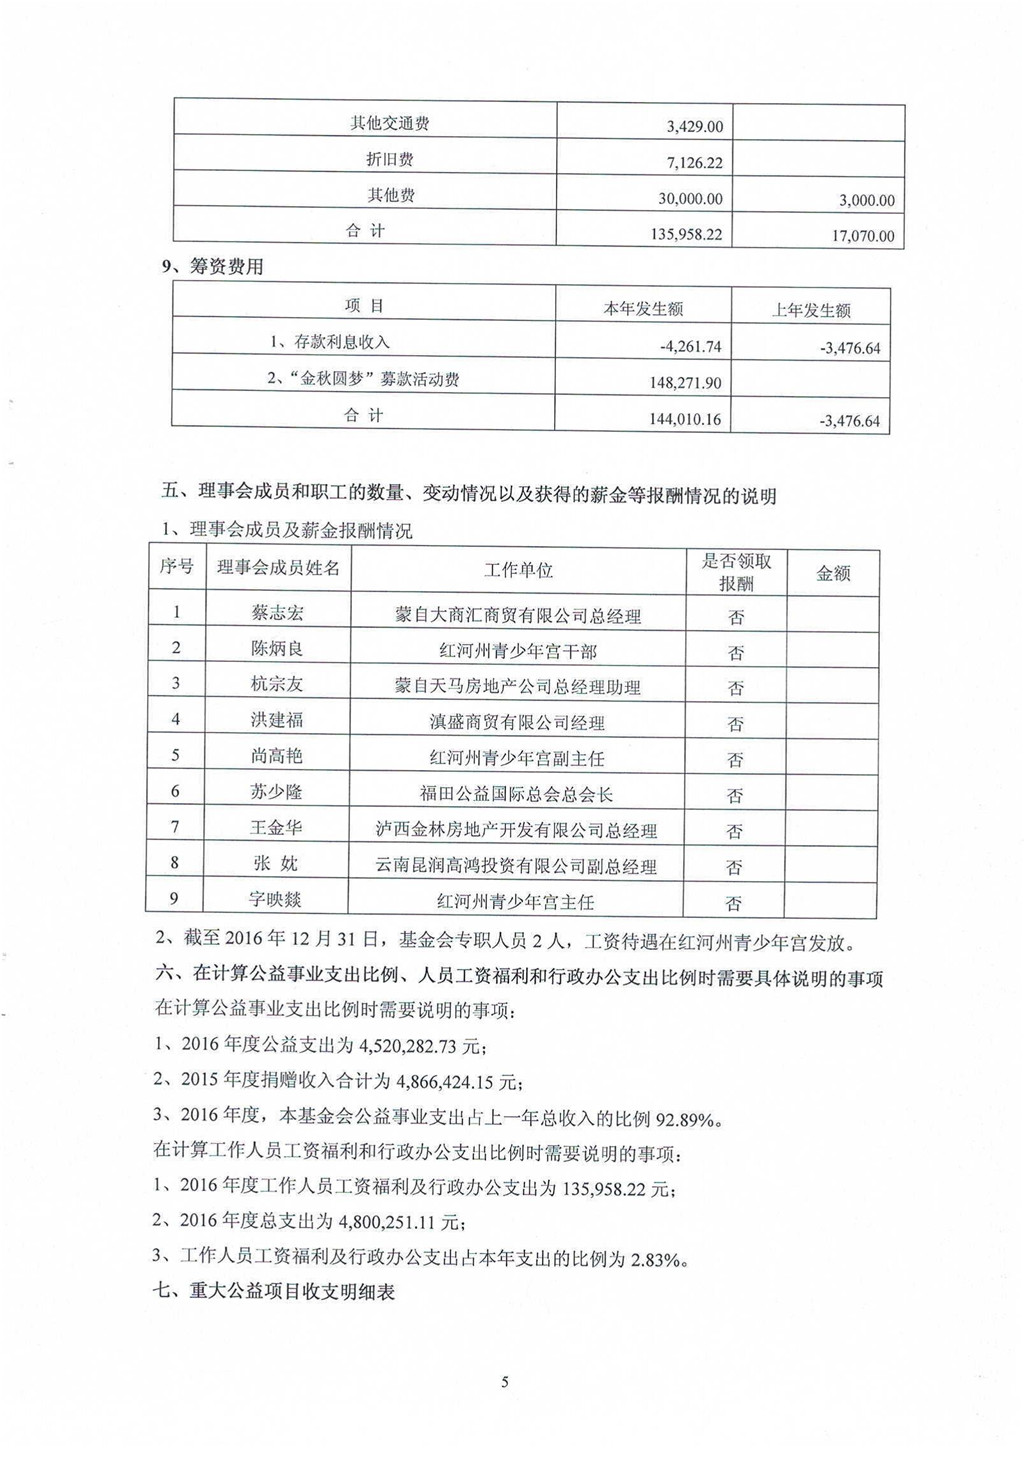 其他交通费 3,429.00
折旧费 7,126.22
其他费 30,000.00 3,000.00
合 计 135,958.22 17,070.00
9、筹资费用
项 目 本年发生额 上年发生额
1、存款利息收入 -4,261.74 -3,476.64
2、“金秋圆梦”募款活动费 148,271.90
合 计 144,010.16 -3,476.64
五、理事会成员和职工的数量、变动情况以及获得的薪金等报酬情况的说明
1、理事会成员及薪金报酬情况
序号 理事会成员姓名 工作单位 是否领取报酬 金额
1 蔡志宏 蒙自大商汇商贸有限公司总经理 否
2 陈炳良 红河州青少年宫干部 否
3 杭宗友 蒙自天马房地产公司总经理助理 否
4 洪建福 滇盛商贸有限公司经理 否
5 尚高艳 红河州青少年宫副主任 否
6 苏少隆 福田公益国际总会总会长 否
7 王金华 泸西金林房地产开发有限公司总经理 否
8 张 妉 云南昆润高鸿投资有限公司副总经理 否
9 字映燚 红河州青少年宫主任 否
2、截至 2016 年 12 月 31 日，基金会专职人员 2 人，工资待遇在红河州青少年宫发放。
六、在计算公益事业支出比例、人员工资福利和行政办公支出比例时需要具体说明的事项
在计算公益事业支出比例时需要说明的事项：
1、2016 年度公益支出为 4,520,282.73 元；
2、2015 年度捐赠收入合计为 4,866,424.15 元；
3、2016 年度，本基金会公益事业支出占上一年总收入的比例 92.89%。
在计算工作人员工资福利和行政办公支出比例时需要说明的事项：
1、2016 年度工作人员工资福利及行政办公支出为 135,958.22 元；
2、2016 年度总支出为 4,800,251.11 元；
3、工作人员工资福利及行政办公支出占本年支出的比例为 2.83%。
七、重大公益项目收支明细表
5